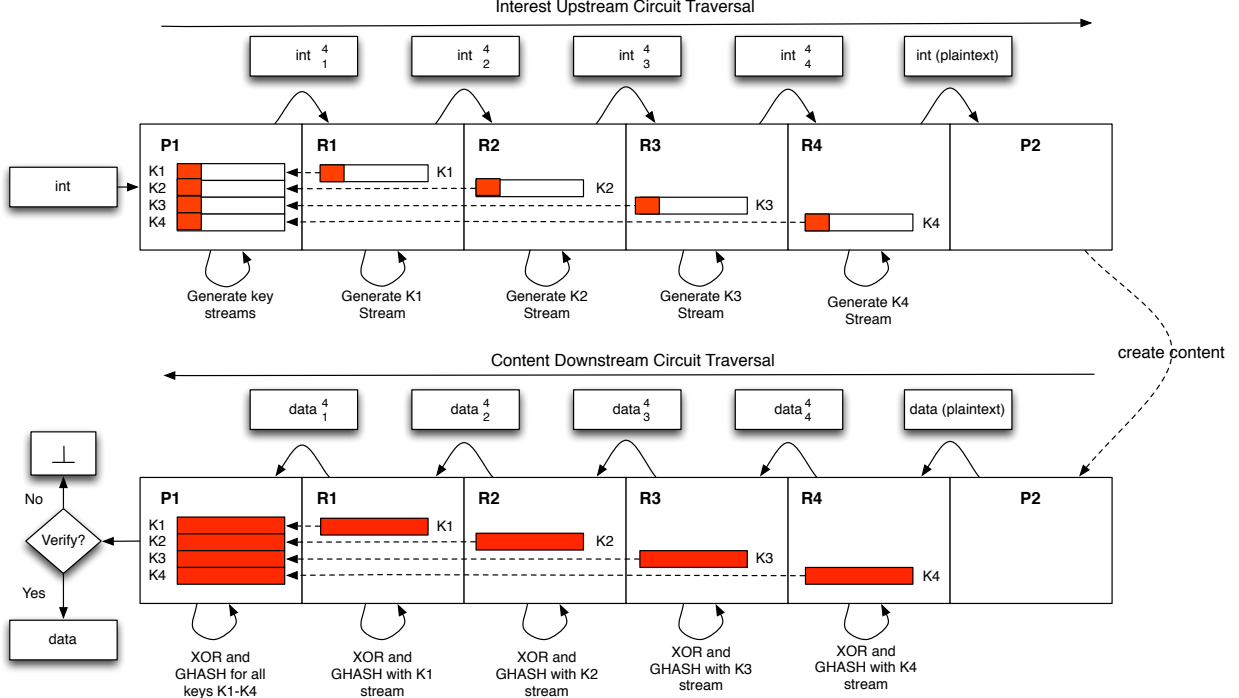 Interest Upstream Circuit Traversal
int 4 1
int 4 2
int 4 3
int 4 4
int (plaintext)
P1
R1
R2
R3
R4
P2
int
K1
K2
K3
K4
K1
K2
K3
K4
Generate key
streams
Generate K1
Stream
Generate K2
Stream
Generate K3
Stream
Generate K4
Stream
create content
Content Downstream Circuit Traversal
data 4 1
data 4 2
data 4 3
data 4 4
data (plaintext)
⊥
No
Verify?
Yes
data
P1
R1
R2
R3
R4
P2
K1
K2
K3
K4
K1
K2
K3
K4
XOR and
GHASH for all
keys K1-K4
XOR and
GHASH with K1
stream
XOR and
GHASH with K2
stream
XOR and
GHASH with K3
stream
XOR and
GHASH with K4
stream